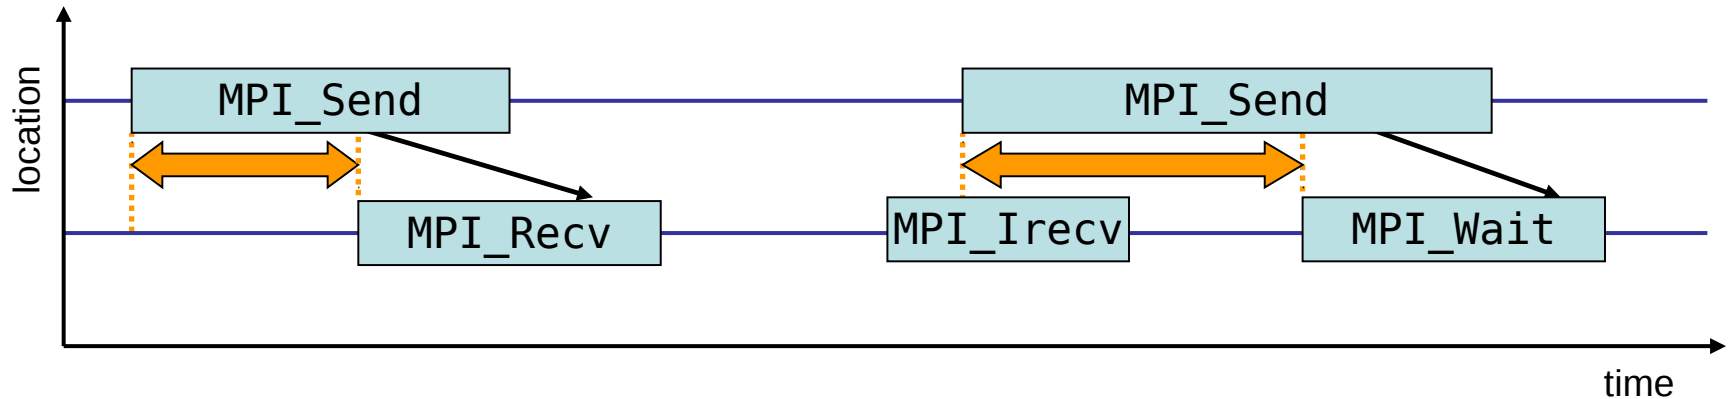 location
MPI_Send
MPI_Send
MPI_Recv
MPI_Irecv
MPI_Wait
time